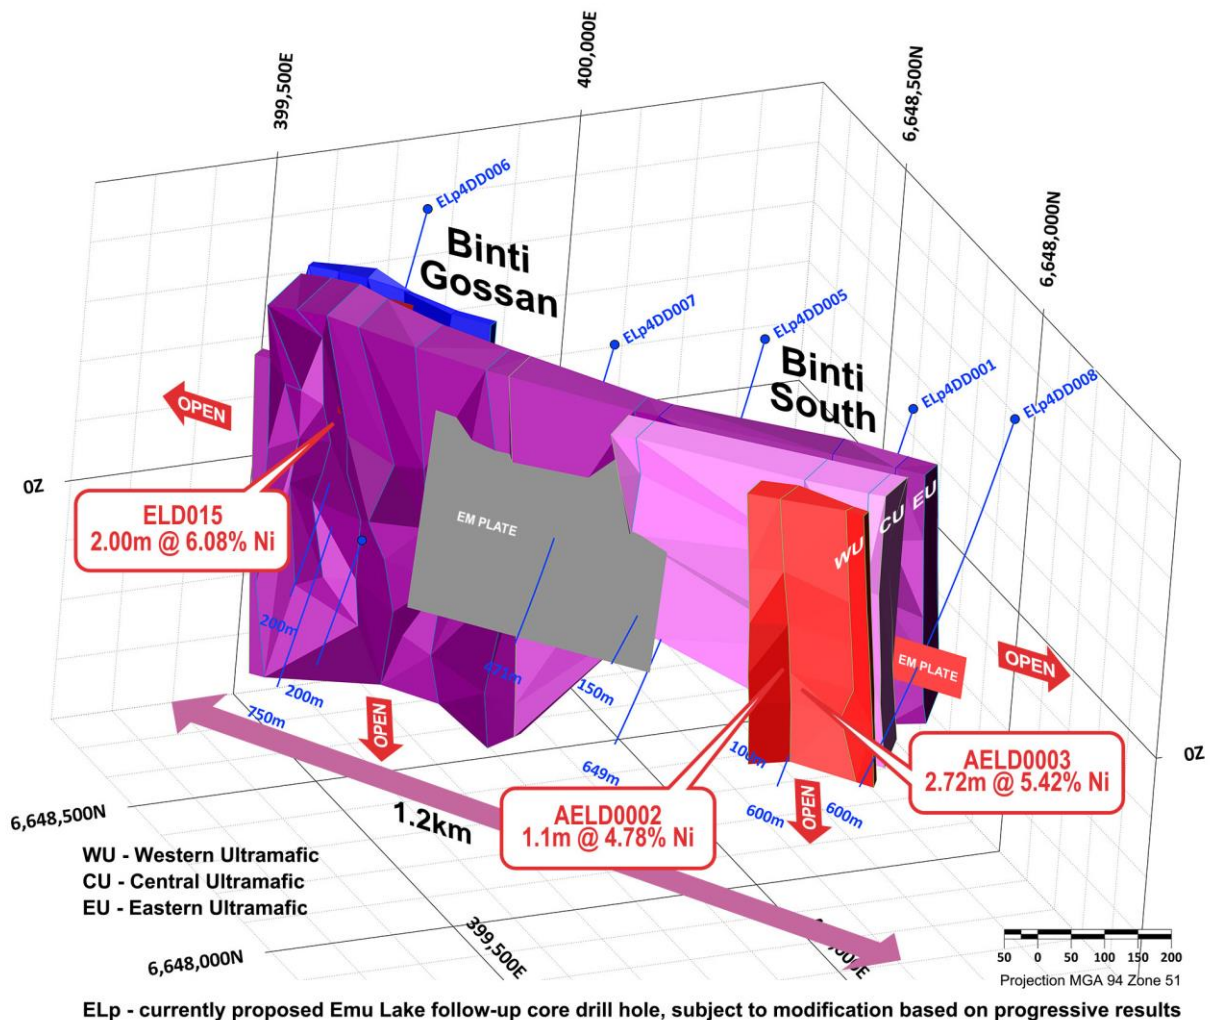 399,500E
400,000E
6,648,500N
6,648,000N
ELp4DD006
Binti
Gossan
ELp4DD007
ELp4DD005
Binti
South
ELp4DD001
ELp4DD008
OPEN
0Z
ELD015
2.00m @ 6.08% Ni
EM PLATE
WU
CU
EU
200m
200m
750m
471m
150m
649m
EM PLATE
OPEN
OPEN
100m
600m
600m
OPEN
0Z
AELD0003
2.72m @ 5.42% Ni
AELD0002
1.1m @ 4.78% Ni
1.2km
6,648,500N
WU - Western Ultramafic
CU - Central Ultramafic
EU - Eastern Ultramafic
6,648,000N
399,500E
50 0 50 100 150 200
Projection MGA 94 Zone 51
ELp - currently proposed Emu Lake follow-up core drill hole, subject to modification based on progressive results